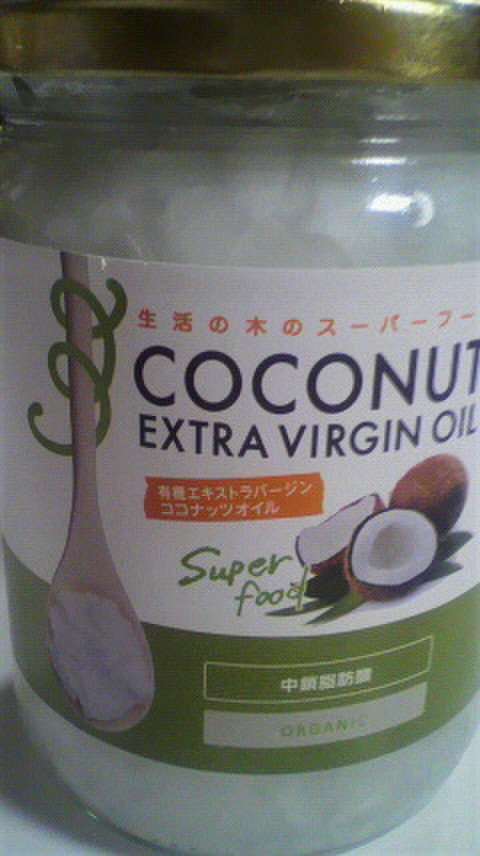 生活の木のスーパーフー
COCONUT
EXTRA VIRGIN OIL
有機エキストラバージン
ココナッツオイル
Super
food
中鎖脂肪酸
ORGANIC